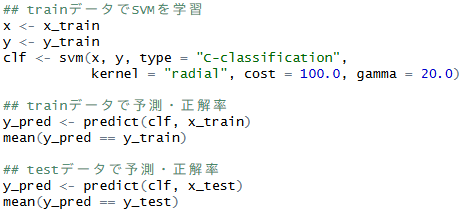 ## trainデータでSVMを学習
x <- x_train
y <- y_train
clf <- svm(x, y, type = "C-classification",
           kernel = "radial", cost = 100.0, gamma = 20.0)
## trainデータで予測・正解率
y_pred <- predict(clf, x_train)
mean(y_pred == y_train)
## testデータで予測・正解率
y_pred <- predict(clf, x_test)
mean(y_pred == y_test)